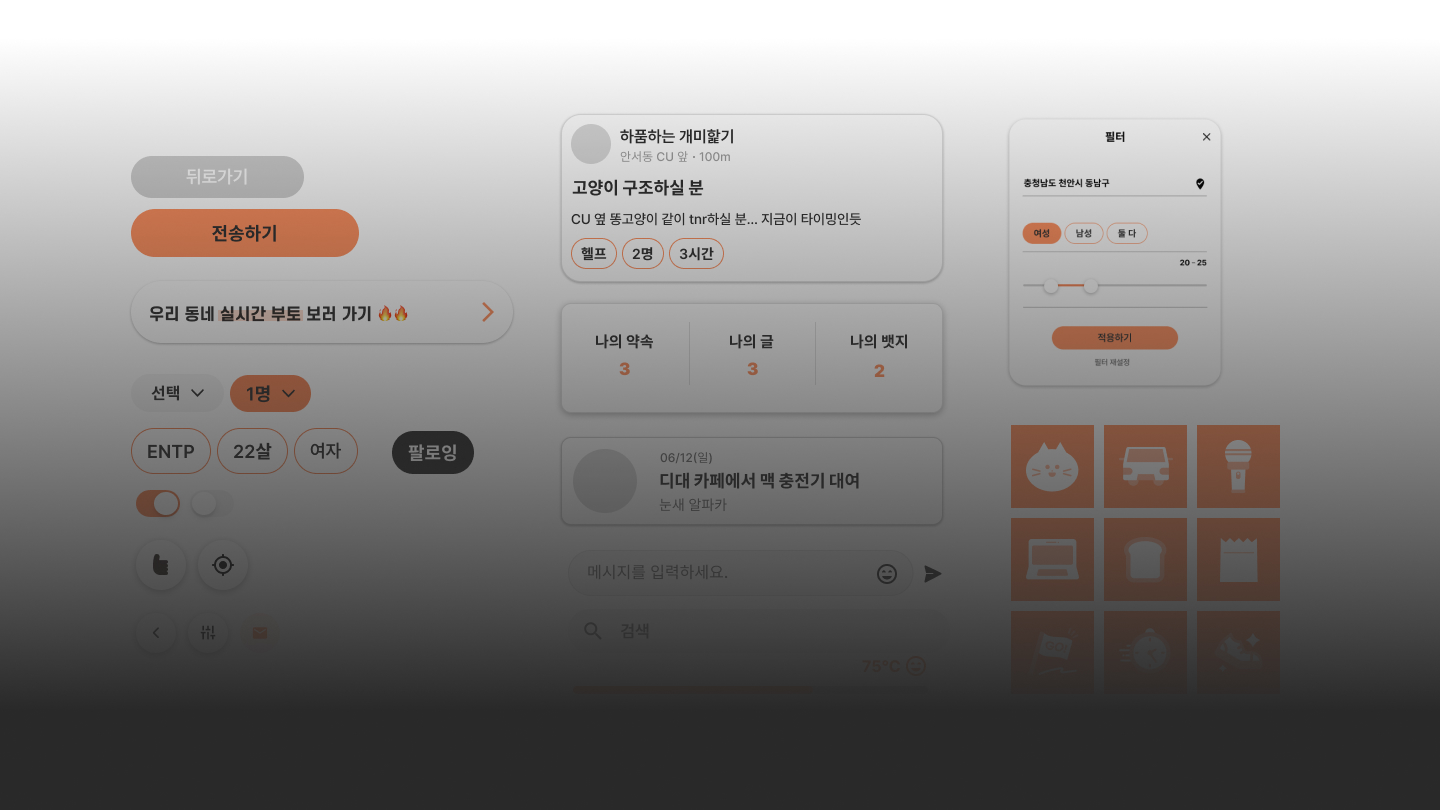 뒤로가기
전송하기
우리 동네 실시간 부토 보러 가기 🔥🔥
선택
1명
ENTP
22살
여자
팔로잉
하품하는 개미핥기
안서동 CU 앞 • 100m
고양이 구조하실 분
CU 옆 똥고양이 같이 tnr하실 분... 지금이 타이밍인듯
헬프
2명
3시간
나의 약속
3
나의 글
3
나의 뱃지
2
06/12(일)
디대 카페에서 맥 충전기 대여
눈새 알파카
메시지를 입력하세요.
검색
75°C
필터
충청남도 천안시 동남구
여성
남성
둘 다
20 - 25
적용하기
필터 재설정
GO!